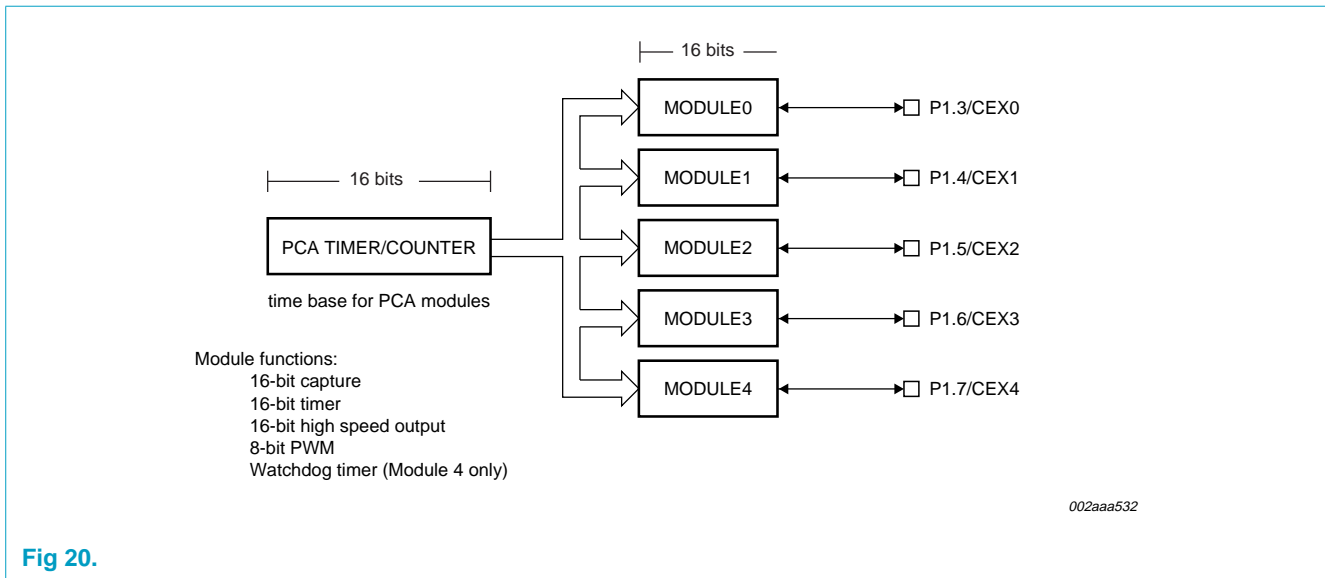 16 bits
MODULE0
P1.3/CEX0
MODULE1
P1.4/CEX1
16 bits
PCA TIMER/COUNTER
MODULE2
P1.5/CEX2
time base for PCA modules
MODULE3
P1.6/CEX3
MODULE4
P1.7/CEX4
Module functions:
16-bit capture
16-bit timer
16-bit high speed output
8-bit PWM
Watchdog timer (Module 4 only)
002aaa532
Fig 20.